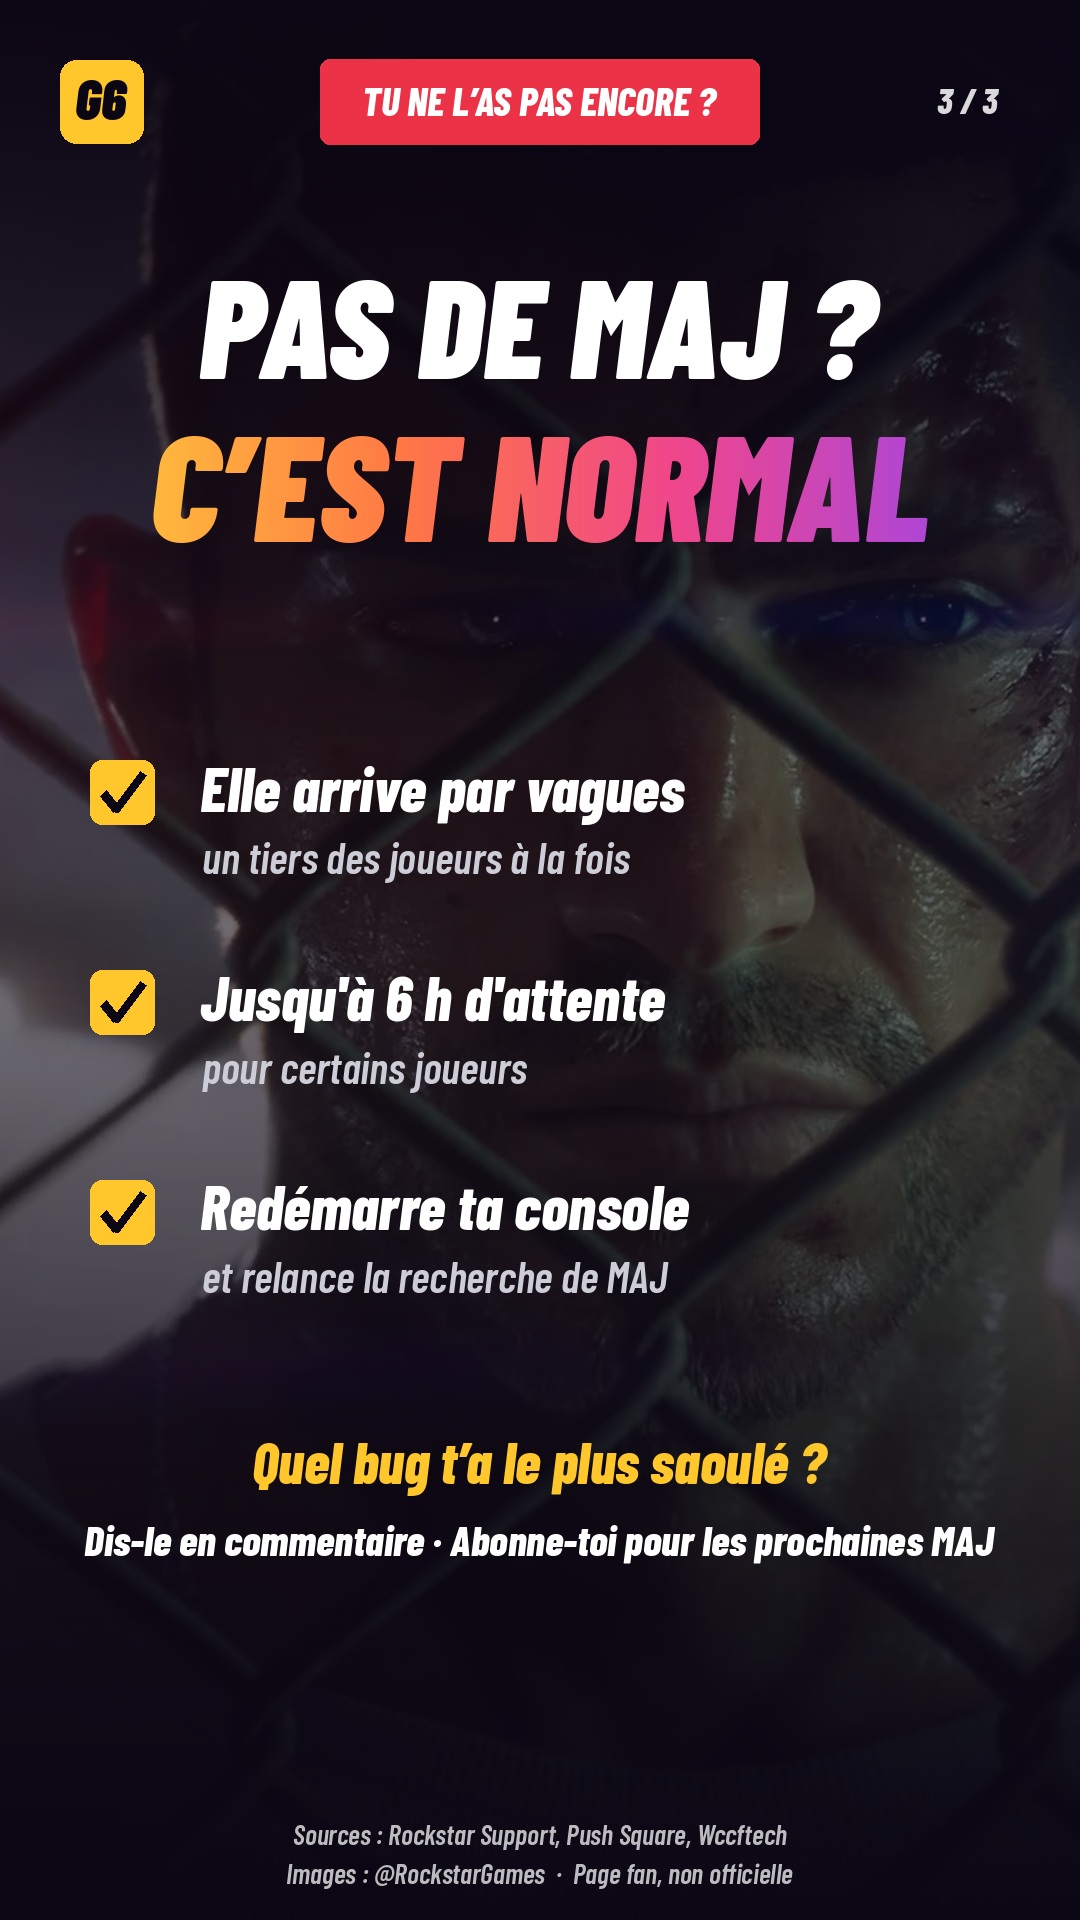 G6
TU NE L’AS PAS ENCORE ?
3 / 3
PAS DE MAJ ?
C’EST NORMAL
Elle arrive par vagues
un tiers des joueurs à la fois
Jusqu'à 6 h d'attente
pour certains joueurs
Redémarre ta console
et relance la recherche de MAJ
Quel bug t’a le plus saoulé ?
Dis-le en commentaire · Abonne-toi pour les prochaines MAJ
Sources : Rockstar Support, Push Square, Wccftech
Images : @RockstarGames · Page fan, non officielle